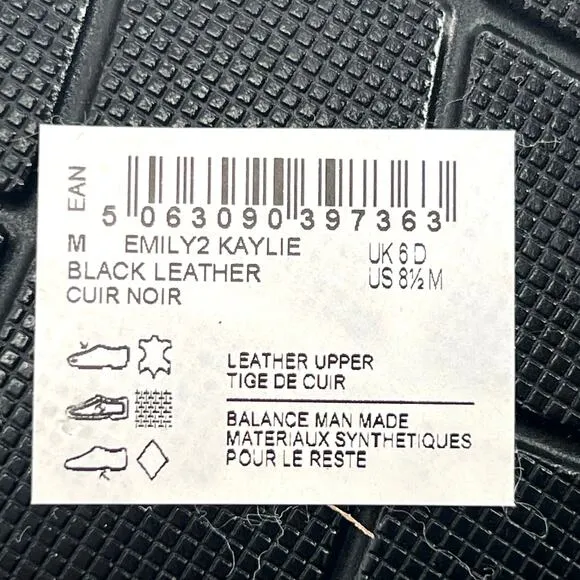 EAN
5 063090 397363
M EMILY2 KAYLIE UK 6 D
BLACK LEATHER US 8½ M
CUIR NOIR
LEATHER UPPER
TIGE DE CUIR
BALANCE MAN MADE
MATERIAUX SYNTHETIQUES
POUR LE RESTE